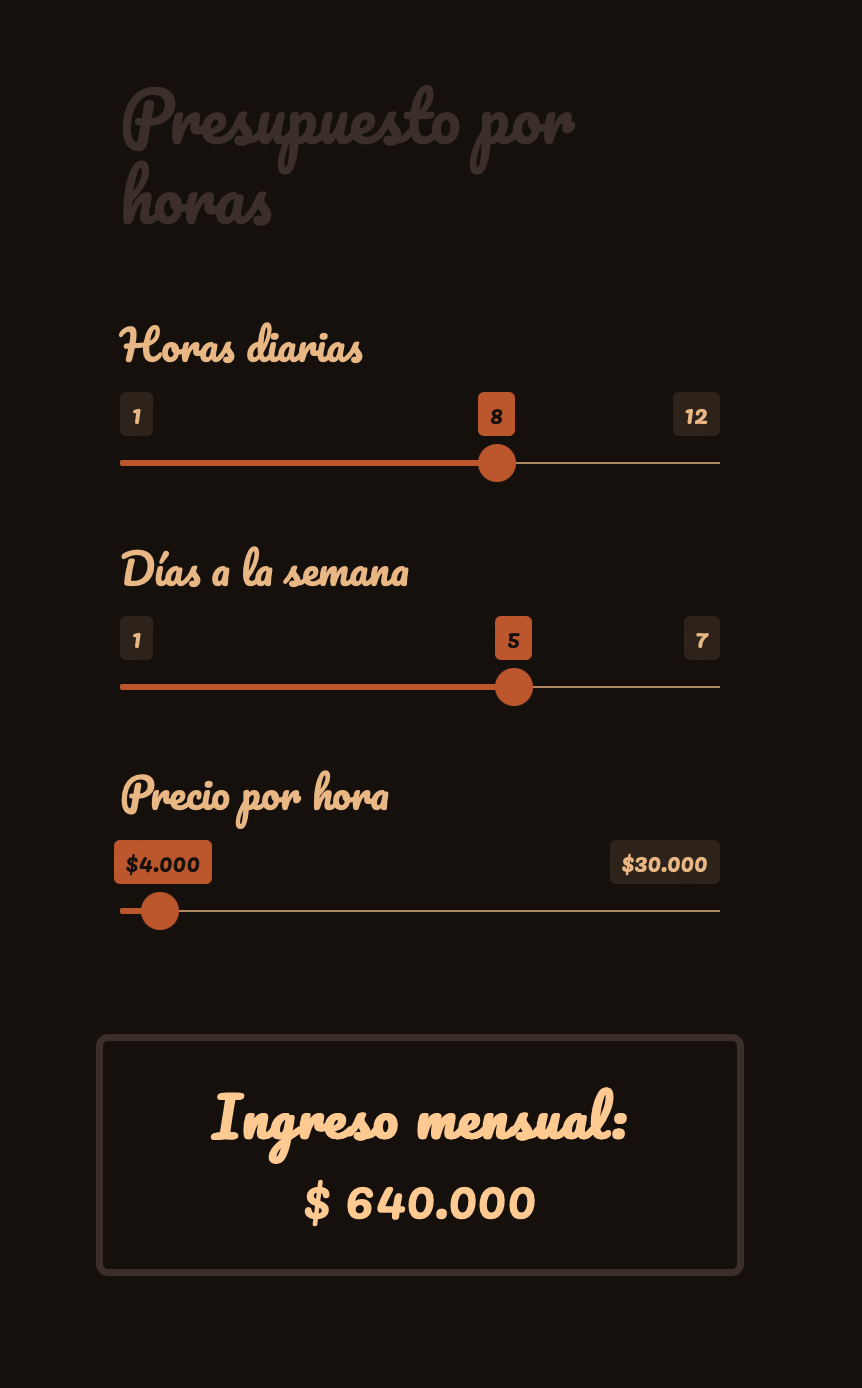 Presupuesto por
horas
Horas diarias
1 8 12
Días a la semana
1 5 7
Precio por hora
$4.000 $30.000
Ingreso mensual:
$ 640.000